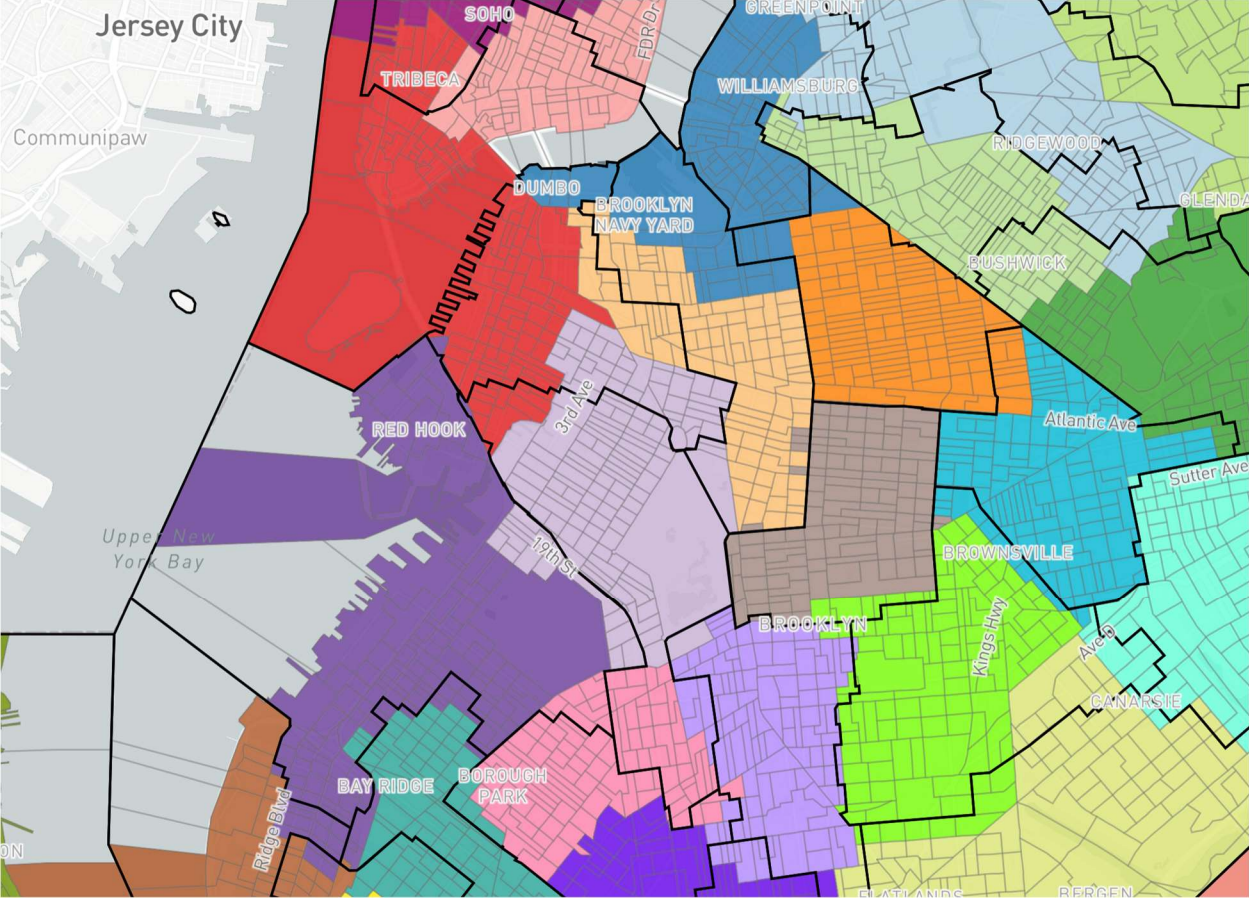 GREENPOINT
SOHO
Jersey City
FDR Dr
TRIBECA
WILLIAMSBURG
Communipaw
RIDGEWOOD
DUMBO
GLENDA
BROOKLYN
NAVY YARD
BUSHWICK
3rd Ave
RED HOOK
Atlantic Ave
Sutter Ave
Upper New
York Bay
19th St
BROWNSVILLE
BROOKLYN
Kings Hwy
Ave D
CANARSIE
BAY RIDGE
BOROUGH
PARK
Ridge Blvd
ON
FLATLANDS
BERGEN